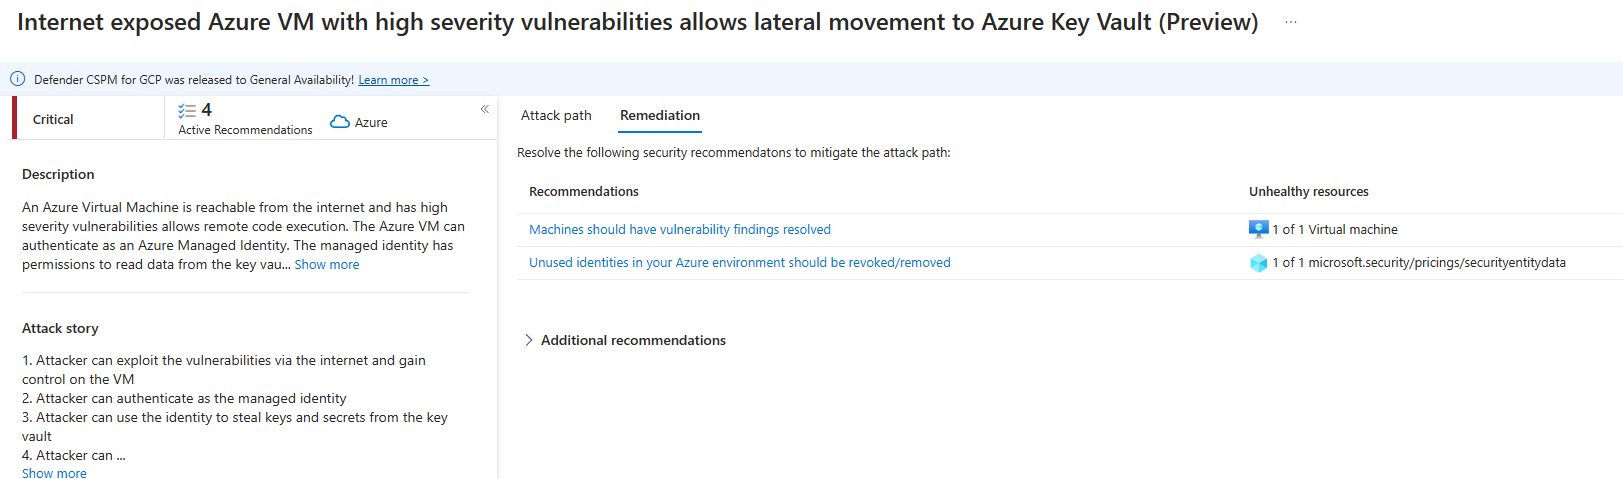 Internet exposed Azure VM with high severity vulnerabilities allows lateral movement to Azure Key Vault (Preview) ...
Defender CSPM for GCP was released to General Availability! Learn more >
Critical
4
Active Recommendations
Azure
«
Description
An Azure Virtual Machine is reachable from the internet and has high
severity vulnerabilities allows remote code execution. The Azure VM can
authenticate as an Azure Managed Identity. The managed identity has
permissions to read data from the key vau... Show more
Attack story
1. Attacker can exploit the vulnerabilities via the internet and gain
control on the VM
2. Attacker can authenticate as the managed identity
3. Attacker can use the identity to steal keys and secrets from the key
vault
4. Attacker can ...
Show more
Attack path Remediation
Resolve the following security recommendatons to mitigate the attack path:
Recommendations Unhealthy resources
Machines should have vulnerability findings resolved 1 of 1 Virtual machine
Unused identities in your Azure environment should be revoked/removed 1 of 1 microsoft.security/pricings/securityentitydata
Additional recommendations